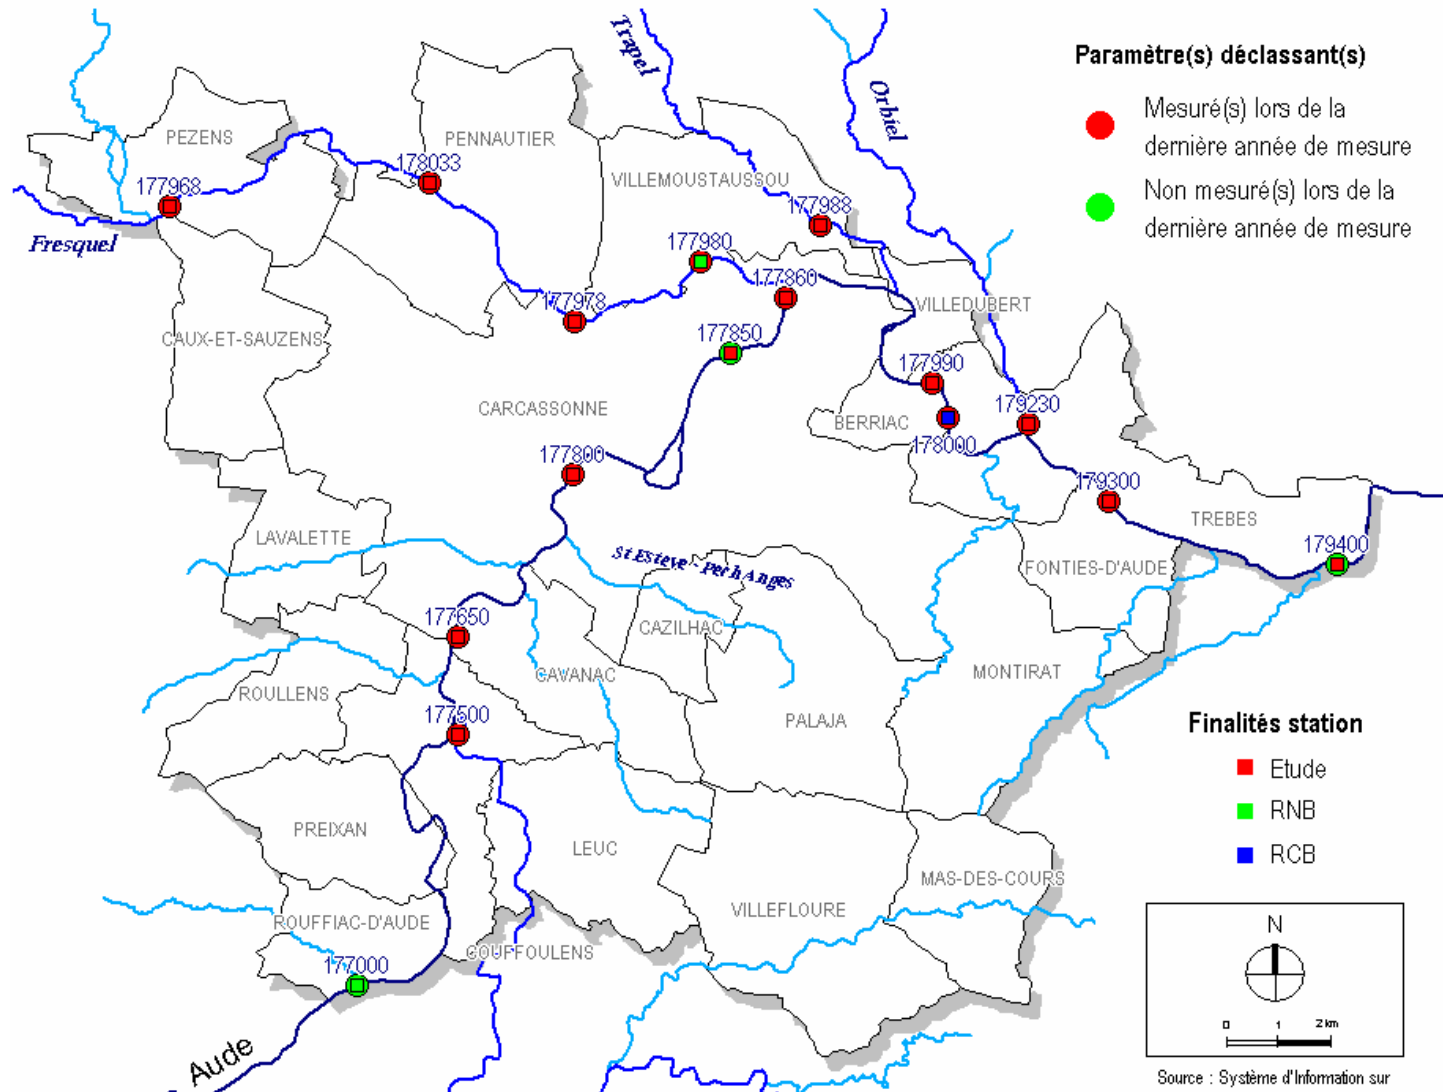 Trapel
Orbiel
Paramètre(s) déclassant(s)
Mesuré(s) lors de la
dernière année de mesure
Non mesuré(s) lors de la
dernière année de mesure
PEZENS
PENNAUTIER
178033
VILLEMOUSTAUSSOU
177968
177988
Fresquel
177980
177860
177978
VILLEDUBERT
177850
CAUX-ET-SAUZENS
177990
CARCASSONNE
179230
BERRIAC
178000
177800
179300
TREBES
LAVALETTE
179400
St Esteve - Pech Anges
FONTIES-D'AUDE
177650
CAZILHAC
MONTIRAT
CAVANAC
ROULLENS
177500
PALAJA
Finalités station
Etude
RNB
RCB
PREIXAN
LEUC
MAS-DES-COURS
VILLEFLOURE
ROUFFIAC-D'AUDE
COUFFOULENS
177000
N
0 1 2 km
Aude
Source : Système d'Information sur